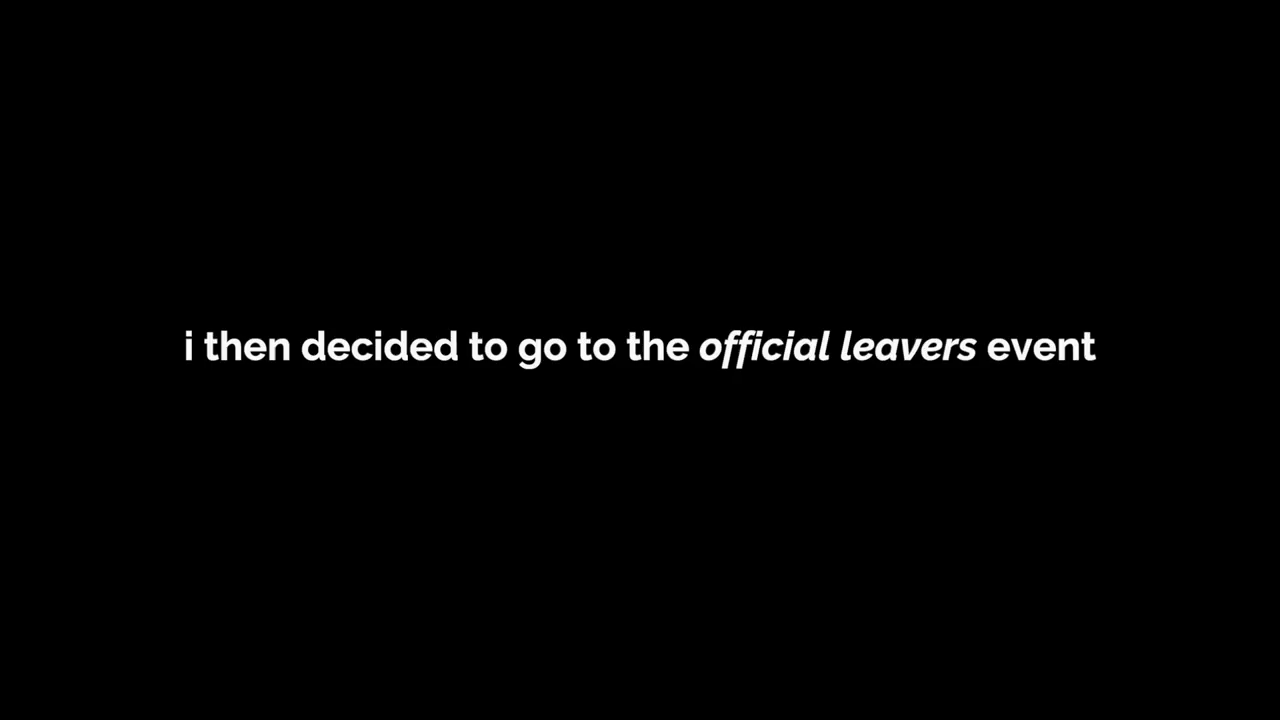 i then decided to go to the official leavers event